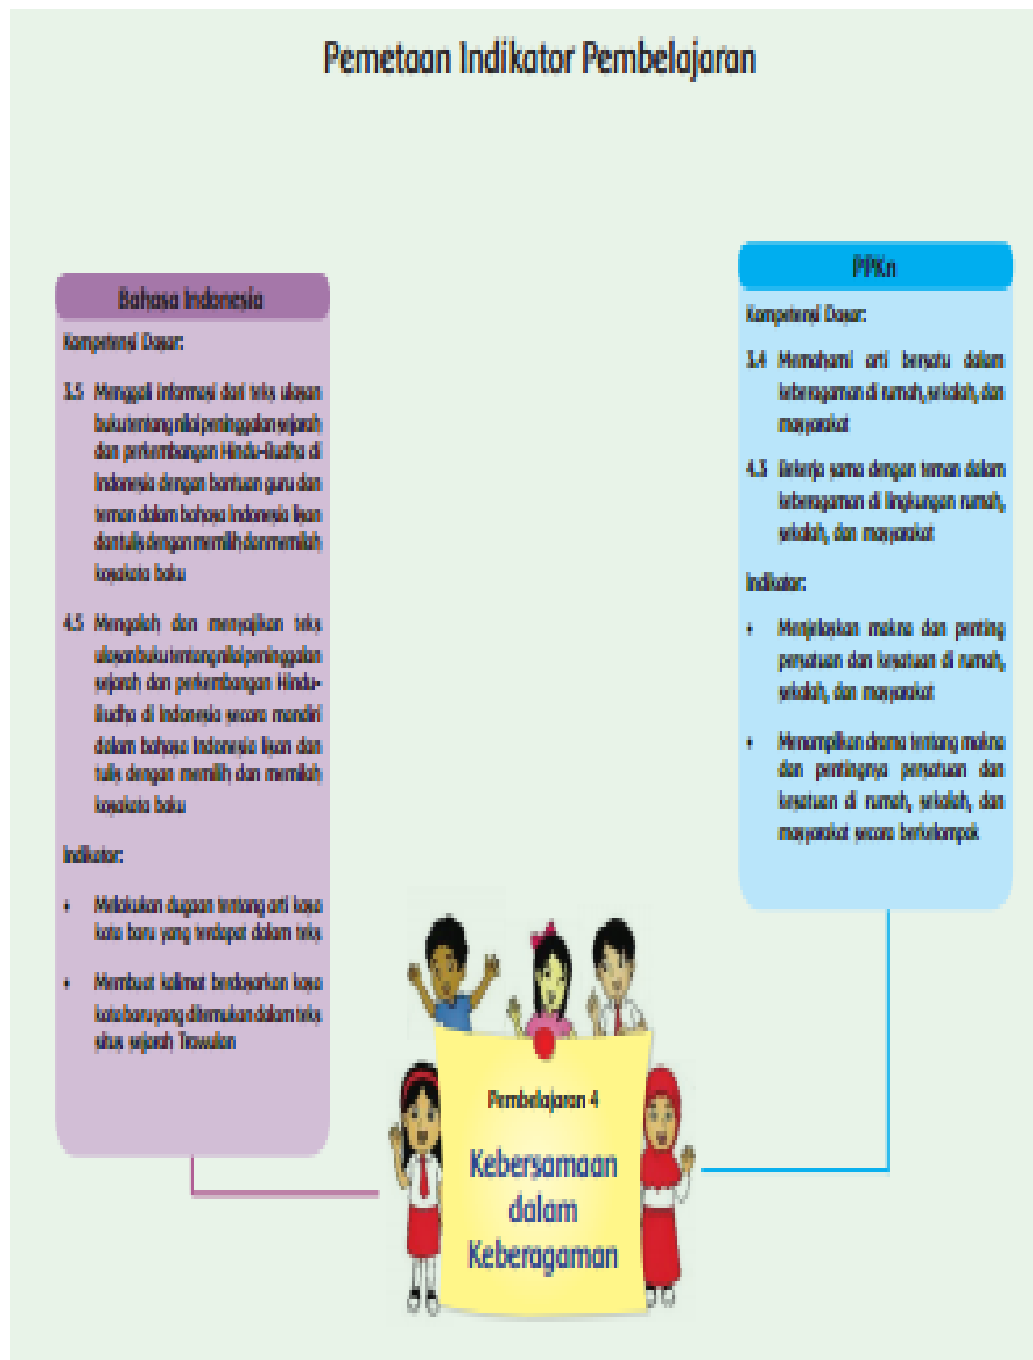 Pemetaan Indikator Pembelajaran
Bahasa Indonesia
Kompetensi Dasar:
3.5 Menggali informasi dari teks ulasan
buku tentang nilai peninggalan sejarah
dan perkembangan Hindu-Budha di
Indonesia dengan bantuan guru dan
teman dalam bahasa Indonesia lisan
dan tulis dengan memilih dan memilah
kosakata baku
4.5 Mengolah dan menyajikan teks
ulasan buku tentang nilai peninggalan
sejarah dan perkembangan Hindu-
Budha di Indonesia secara mandiri
dalam bahasa Indonesia lisan dan
tulis dengan memilih dan memilah
kosakata baku
Indikator:
• Melakukan dugaan tentang arti kosa
kata baru yang terdapat dalam teks
• Membuat kalimat berdasarkan kosa
kata baru yang ditemukan dalam teks
situs sejarah Trowulan
PPKn
Kompetensi Dasar:
3.4 Memahami arti bersatu dalam
keberagaman di rumah, sekolah, dan
masyarakat
4.3 Bekerja sama dengan teman dalam
keberagaman di lingkungan rumah,
sekolah, dan masyarakat
Indikator:
• Menjelaskan makna dan penting
persatuan dan kesatuan di rumah,
sekolah, dan masyarakat
• Menampilkan drama tentang makna
dan pentingnya persatuan dan
kesatuan di rumah, sekolah, dan
masyarakat secara berkelompok
Pembelajaran 4
Kebersamaan
dalam
Keberagaman